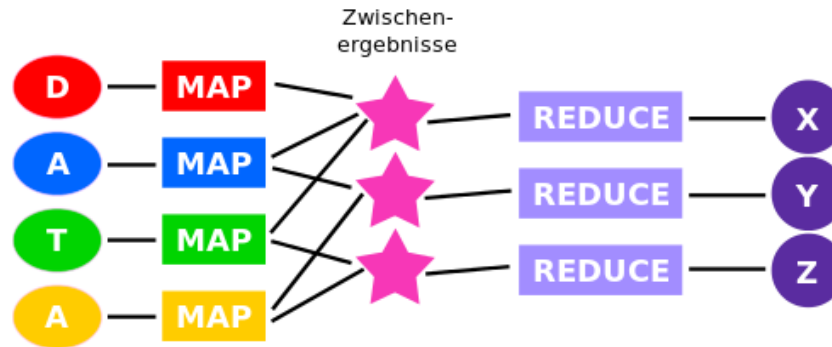 Zwischen-
ergebnisse
D MAP
A MAP
T MAP
A MAP
REDUCE X
REDUCE Y
REDUCE Z